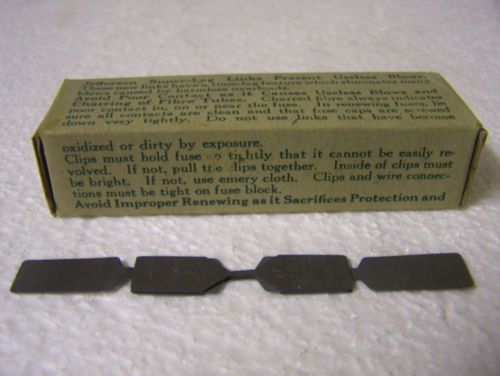 Jefferson Super-Lag Links Prevent Useless Blows.
These new links have a time-lag feature which eliminates many
blows caused by harmless overloads.
Avoid Poor Contact as it Causes Useless Blows and
Charring of Fibre Tubes. Charred fibre always indicates
poor contact in, on or near the fuse. In renewing fuses, be
sure all contacts are clean and that fuse caps are screwed
down very tightly. Do not use links that have become
oxidized or dirty by exposure.
Clips must hold fuse so tightly that it cannot be easily re-
volved. If not, pull the clips together. Inside of clips must
be bright. If not, use emery cloth. Clips and wire connec-
tions must be tight on fuse block.
Avoid Improper Renewing as it Sacrifices Protection and